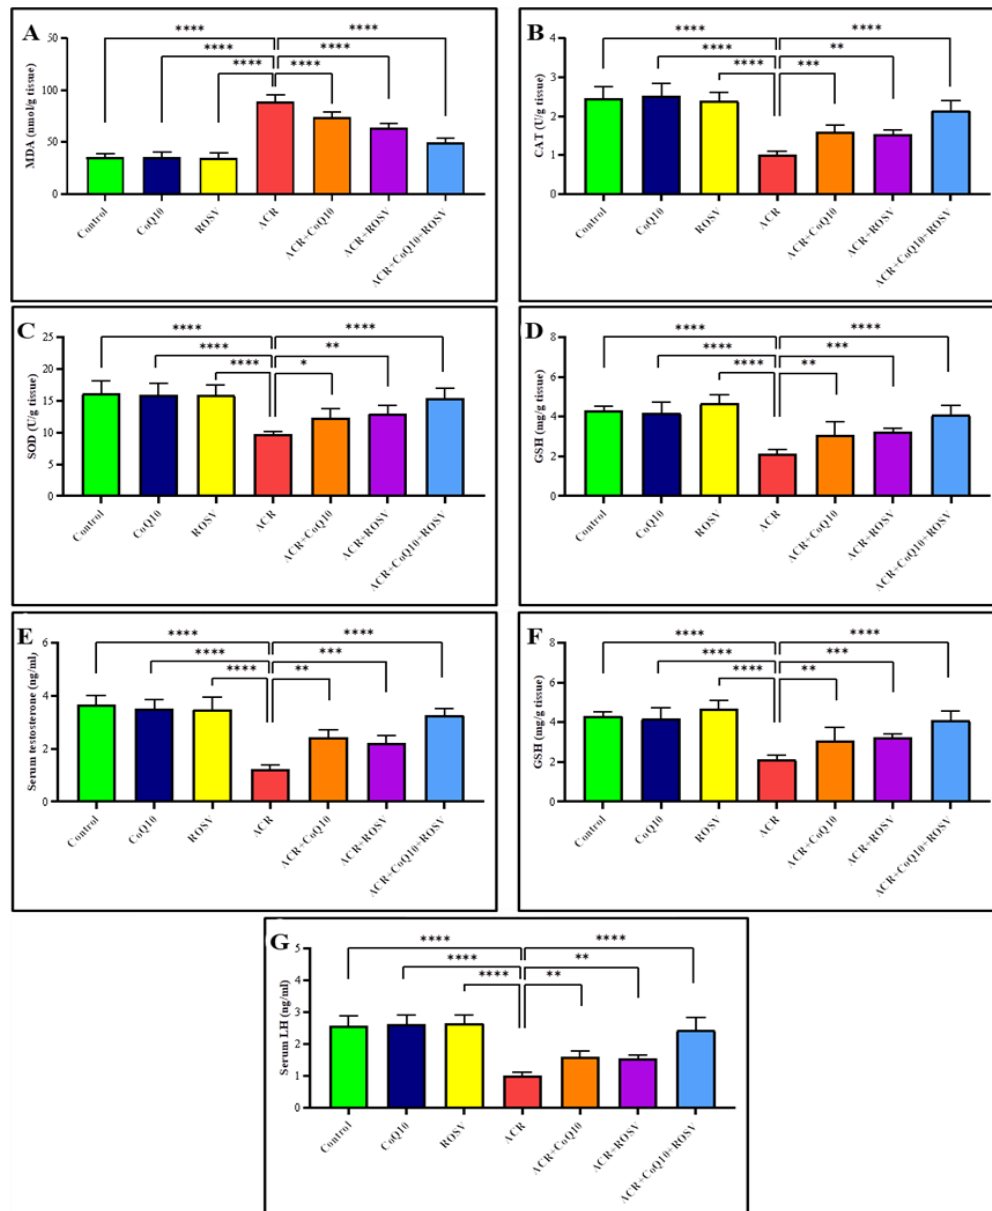 A
****
****
****
****
****
****
MDA (nmol/g tissue)
50
100
50
0
Control
CoQ10
ROSV
ACR
ACR+CoQ10
ACR+ROSV
ACR+CoQ10+ROSV
B
****
****
****
**
****
***
CAT (U/g tissue)
4
3
2
1
0
Control
CoQ10
ROSV
ACR
ACR+CoQ10
ACR+ROSV
ACR+CoQ10+ROSV
C
****
****
****
**
****
*
SOD (U/g tissue)
25
20
15
10
5
0
Control
CoQ10
ROSV
ACR
ACR+CoQ10
ACR+ROSV
ACR+CoQ10+ROSV
D
****
****
****
***
****
**
GSH (mg/g tissue)
8
6
4
2
0
Control
CoQ10
ROSV
ACR
ACR+CoQ10
ACR+ROSV
ACR+CoQ10+ROSV
E
****
****
****
***
****
**
Serum testosterone (ng/ml)
6
4
2
0
Control
CoQ10
ROSV
ACR
ACR+CoQ10
ACR+ROSV
ACR+CoQ10+ROSV
F
****
****
****
***
****
**
GSH (mg/g tissue)
8
6
4
2
0
Control
CoQ10
ROSV
ACR
ACR+CoQ10
ACR+ROSV
ACR+CoQ10+ROSV
G
****
****
****
**
****
**
Serum LH (ng/ml)
5
4
3
2
1
0
Control
CoQ10
ROSV
ACR
ACR+CoQ10
ACR+ROSV
ACR+CoQ10+ROSV